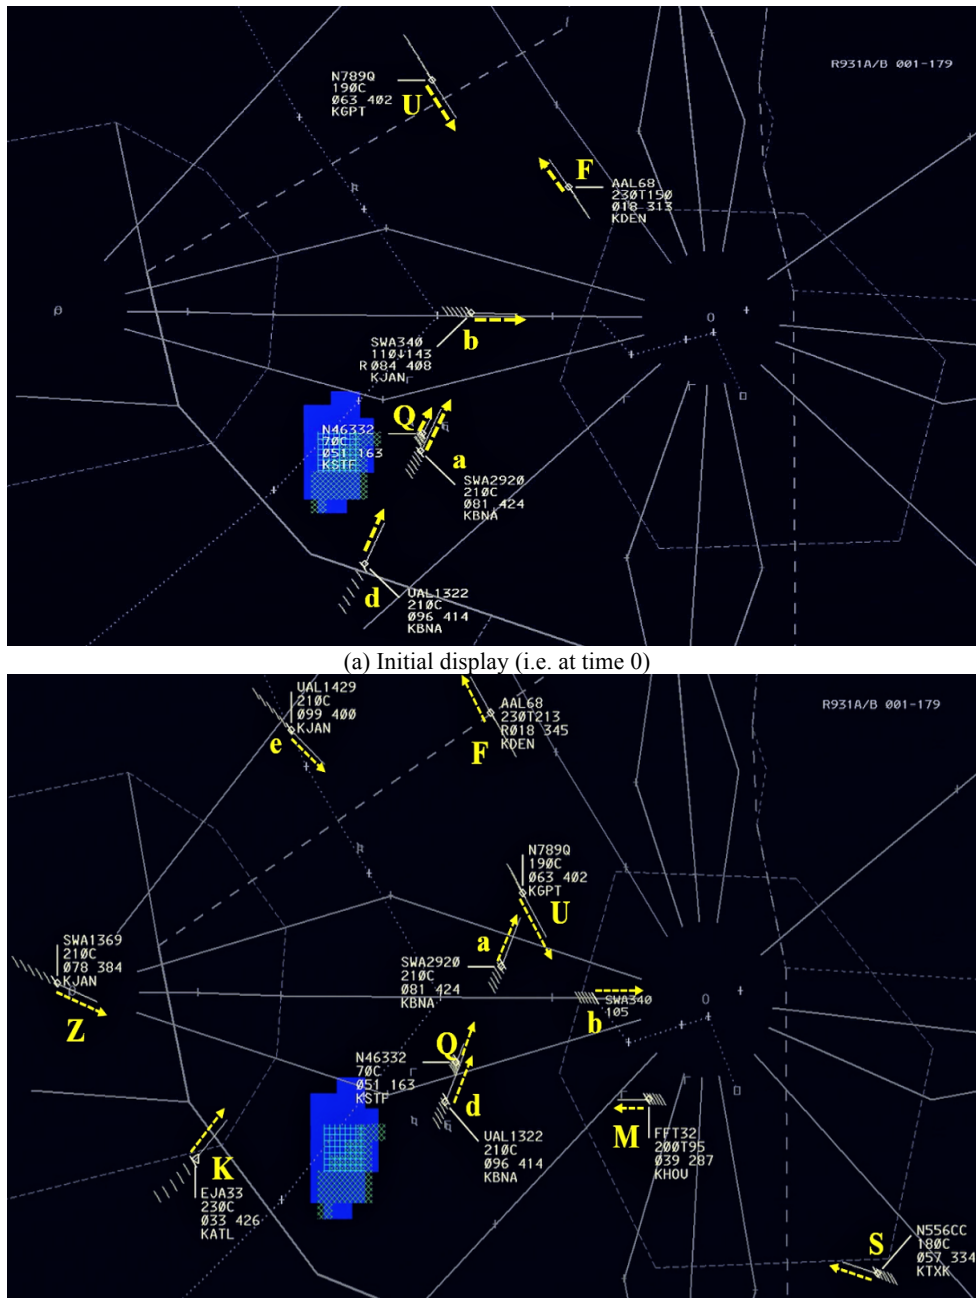 R931A/B 001-179
N789Q
190C
063 402
KGPT
U
F
AAL68
230T150
018 313
KDEN
b
SWA340
110↓143
R 084 408
KJAN
Q
N46332
70C
051 163
KSTF
a
SWA2920
210C
081 424
KBNA
d
UAL1322
210C
096 414
KBNA
(a) Initial display (i.e. at time 0)
UAL1429
210C
099 400
KJAN
e
AAL68
230T213
R018 345
KDEN
F
R931A/B 001-179
N789Q
190C
063 402
KGPT
U
a
SWA2920
210C
081 424
KBNA
SWA1369
210C
078 384
KJAN
Z
SWA340
105
b
Q
N46332
70C
051 163
KSTF
d
UAL1322
210C
096 414
KBNA
M
FFT32
200T95
039 287
KHOU
K
EJA33
230C
033 426
KATL
S
N556CC
180C
057 334
KTXK